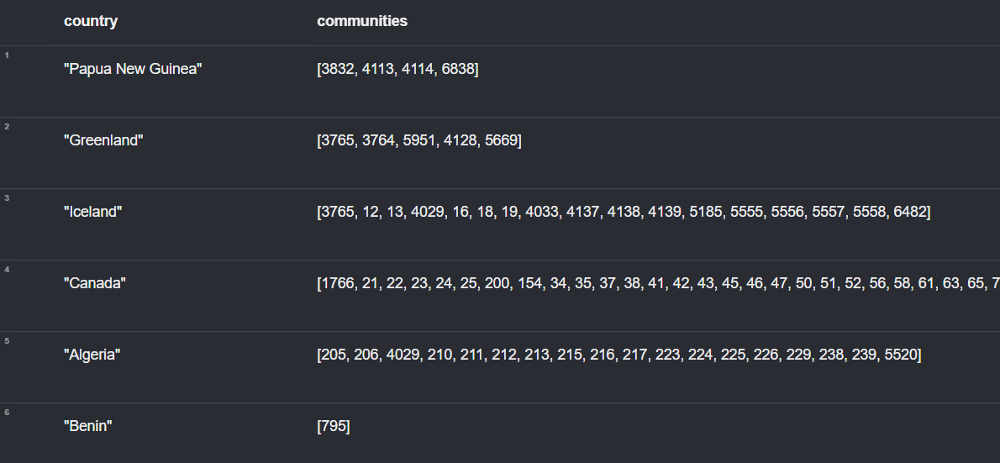 country communities
1
"Papua New Guinea" [3832, 4113, 4114, 6838]
2
"Greenland" [3765, 3764, 5951, 4128, 5669]
3
"Iceland" [3765, 12, 13, 4029, 16, 18, 19, 4033, 4137, 4138, 4139, 5185, 5555, 5556, 5557, 5558, 6482]
4
"Canada" [1766, 21, 22, 23, 24, 25, 200, 154, 34, 35, 37, 38, 41, 42, 43, 45, 46, 47, 50, 51, 52, 56, 58, 61, 63, 65, 7
5
"Algeria" [205, 206, 4029, 210, 211, 212, 213, 215, 216, 217, 223, 224, 225, 226, 229, 238, 239, 5520]
6
"Benin" [795]